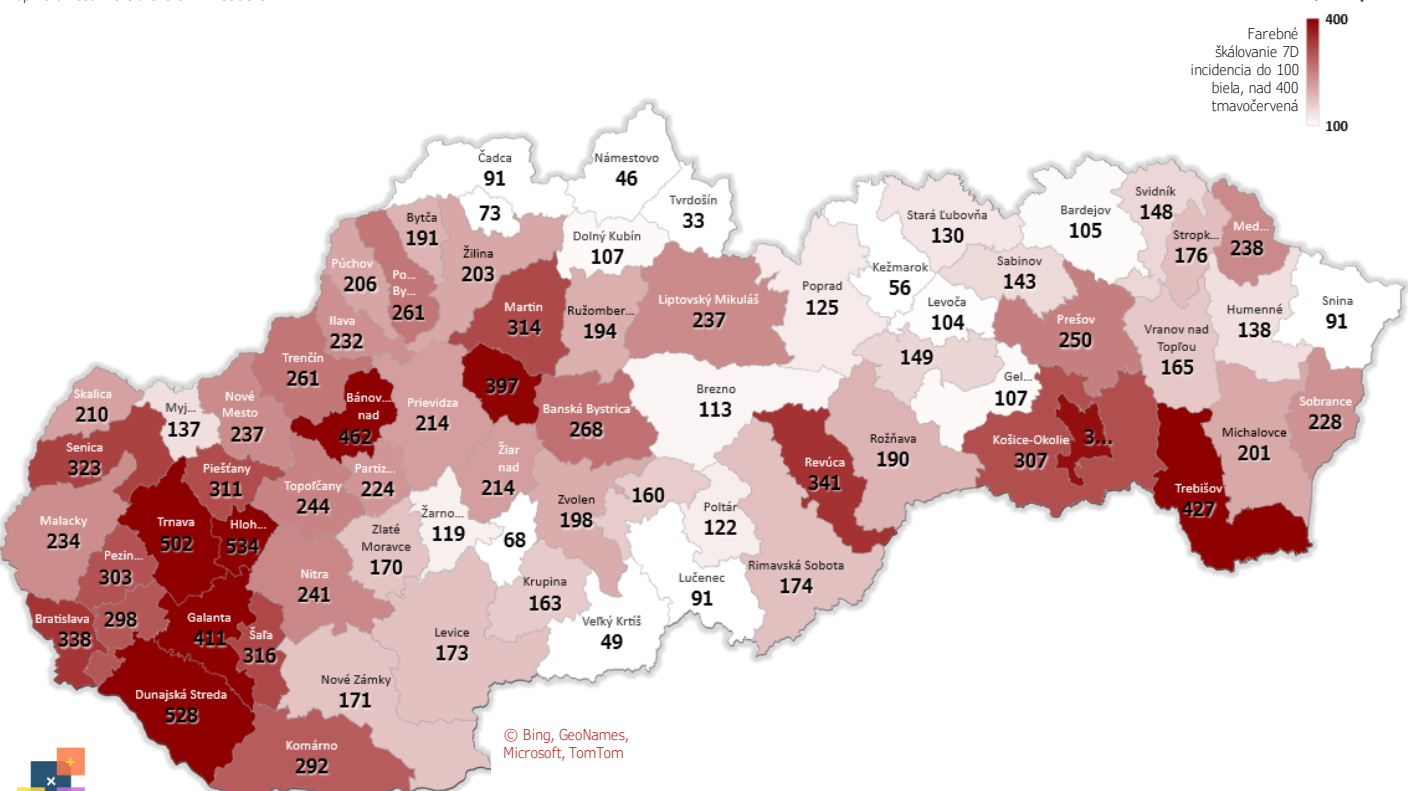 400
Farebné
škálovanie 7D
incidencia do 100
biela, nad 400
tmavočervená
100
Čadca
91
Námestovo
46
73
Tvrdošín
33
Bytča
191
Dolný Kubín
107
Žilina
203
Púchov
206
Po...
By...
261
Stará Ľubovňa
130
Bardejov
105
Svidník
148
Stropk...
176
Med...
238
Kežmarok
56
Sabinov
143
Poprad
125
Levoča
104
Martin
314
Ružomber...
194
Liptovský Mikuláš
237
Ilava
232
Prešov
250
Vranov nad
Topľou
165
Humenné
138
Snina
91
Trenčín
261
149
Gel...
107
397
Bánov...
nad
462
Prievidza
214
Banská Bystrica
268
Brezno
113
Skalica
210
Myj...
137
Nové
Mesto
237
Sobrance
228
Michalovce
201
Senica
323
Piešťany
311
Topoľčany
244
Partiz...
224
Žiar
nad
214
Rožňava
190
Revúca
341
Košice-Okolie
307
3...
Trebišov
427
Zvolen
198
160
Poltár
122
Malacky
234
Trnava
502
Hloh...
534
Žarno...
119
68
Zlaté
Moravce
170
Pezin...
303
Nitra
241
Krupina
163
Lučenec
91
Rimavská Sobota
174
Bratislava
338
298
Galanta
411
Šaľa
316
Levice
173
Veľký Krtíš
49
Dunajská Streda
528
Nové Zámky
171
Komárno
292
© Bing, GeoNames,
Microsoft, TomTom